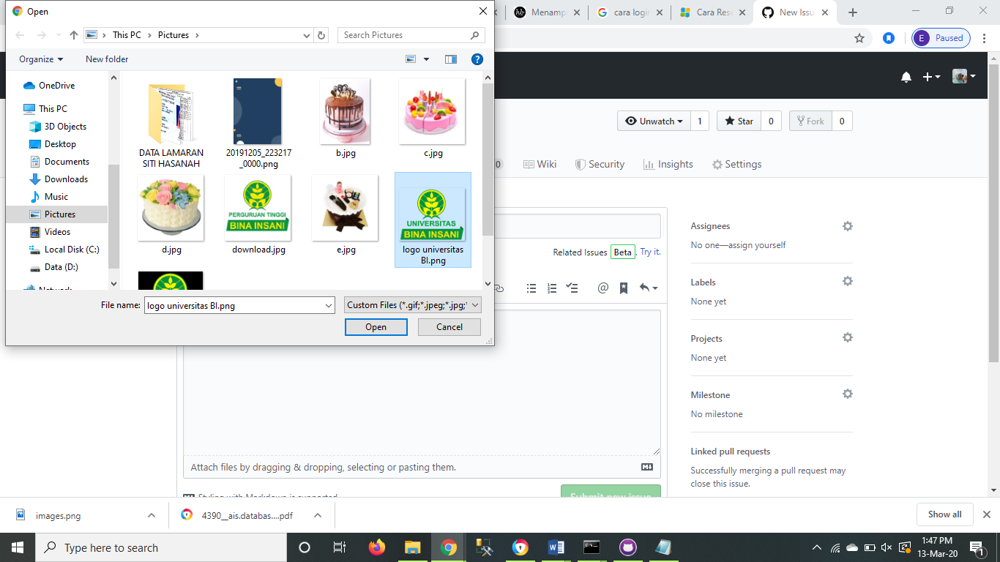 Open
This PC
Pictures
Search Pictures
Organize
New folder
OneDrive
This PC
3D Objects
Desktop
Documents
Downloads
Music
Pictures
Videos
Local Disk (C:)
Data (D:)
Network
DATA LAMARAN
SITI HASANAH
20191205_223217
_0000.png
b.jpg
c.jpg
d.jpg
PERGURUAN TINGGI
BINA INSANI
download.jpg
e.jpg
UNIVERSITAS
BINA INSANI
logo universitas
BI.png
File name:
logo universitas BI.png
Custom Files (*.gif;*.jpeg;*.jpg;*
Open
Cancel
Menamp
cara login
Cara Rese
New Issu
E
Paused
Unwatch
1
Star
0
Fork
0
0
Wiki
Security
Insights
Settings
Related Issues
Beta
. Try it.
Assignees
No one—assign yourself
Labels
None yet
Projects
None yet
Milestone
No milestone
Linked pull requests
Successfully merging a pull request may
close this issue.
Attach files by dragging & dropping, selecting or pasting them.
Styling with Markdown is supported
Submit new issue
images.png
4390__ais.databas....pdf
Show all
Type here to search
1:47 PM
13-Mar-20
1